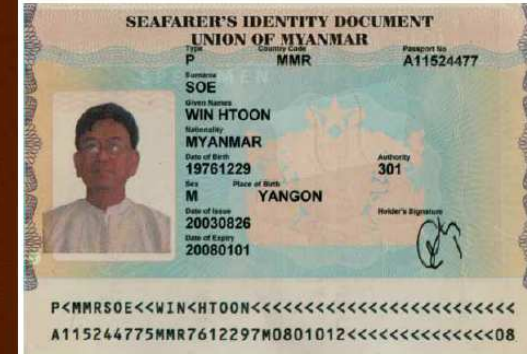 SEAFARER'S IDENTITY DOCUMENT
UNION OF MYANMAR
Type Country Code Passport No
P MMR A11524477
SPECIMEN
Surname
SOE
Given Names
WIN HTOON
Nationality
MYANMAR
Date of Birth Authority
19761229 301
Sex Place of Birth
M YANGON
Date of Issue Holder's Signature
20030826
Date of Expiry
20080101
P<MMRSOE<<WIN<HTOON<<<<<<<<<<<<<<<<<<<<<<<<<
A115244775MMR7612297M0801012<<<<<<<<<<<<<<08